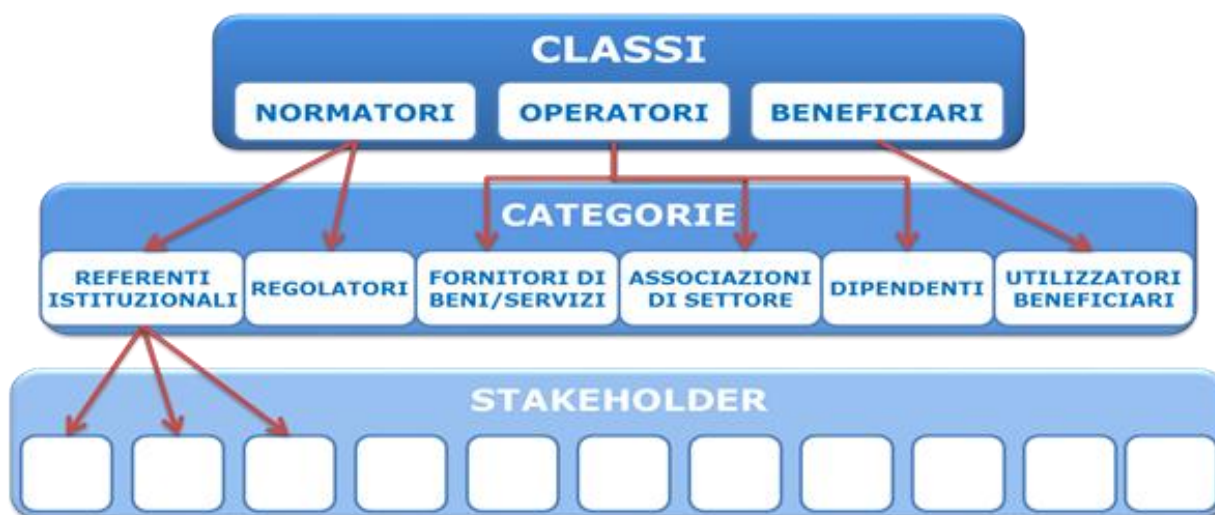 CLASSI
NORMATORI
OPERATORI
BENEFICIARI
CATEGORIE
REFERENTI
ISTITUZIONALI
REGOLATORI
FORNITORI DI
BENI/SERVIZI
ASSOCIAZIONI
DI SETTORE
DIPENDENTI
UTILIZZATORI
BENEFICIARI
STAKEHOLDER